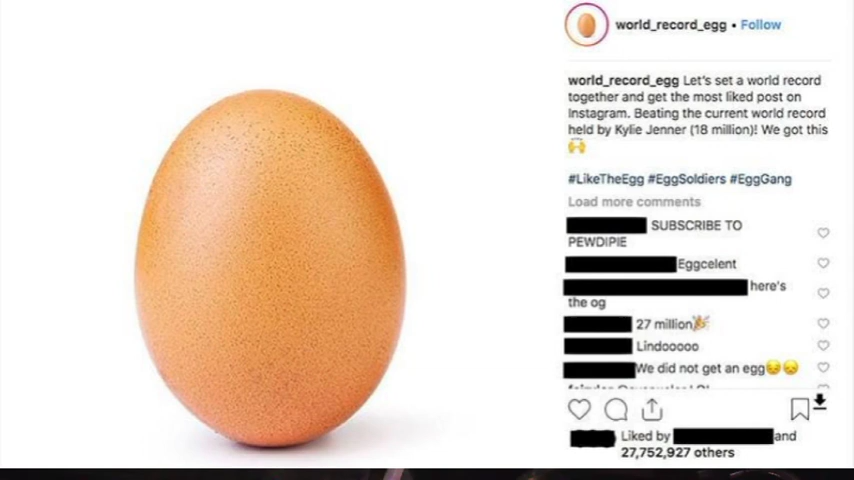 world_record_egg • Follow
world_record_egg Let's set a world record
together and get the most liked post on
Instagram. Beating the current world record
held by Kylie Jenner (18 million)! We got this
🙌
#LikeTheEgg #EggSoldiers #EggGang
Load more comments
SUBSCRIBE TO
PEWDIPIE
Eggcelent
here's
the og
27 million🎉
Lindooooo
We did not get an egg😞😞
Liked by and
27,752,927 others